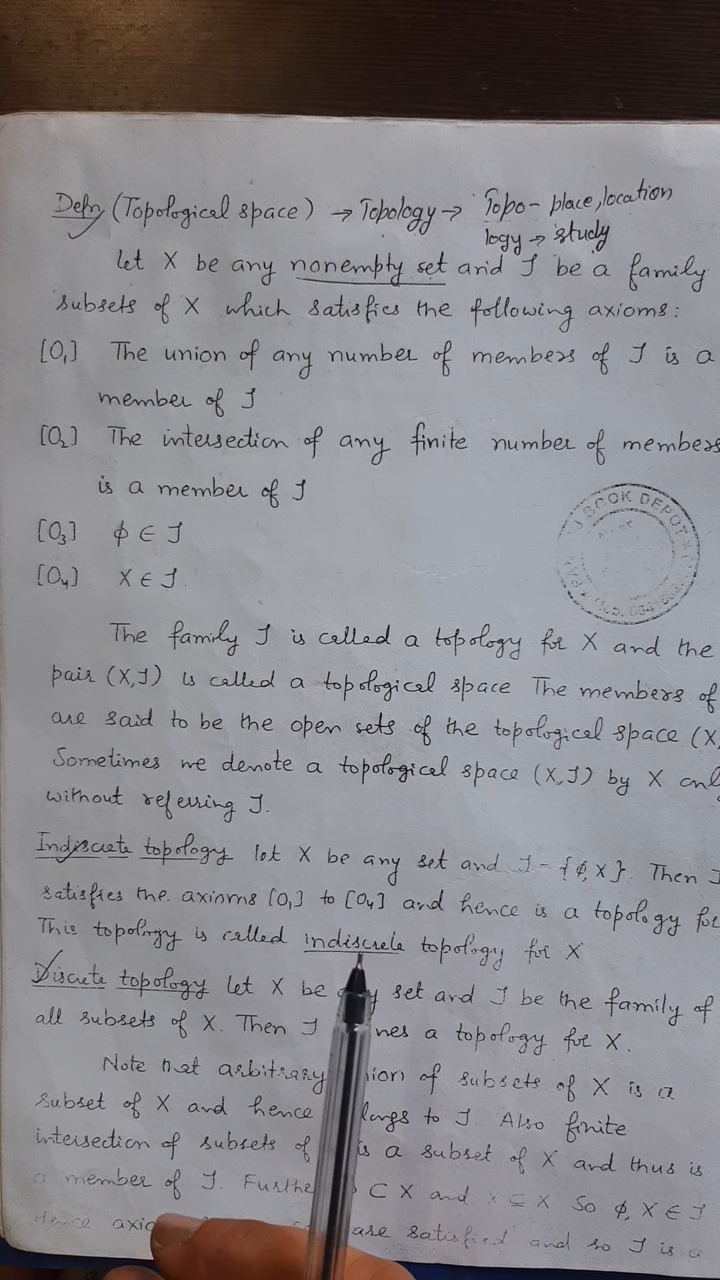 Defn (Topological space) → Topology → Topo - place, location
logy → study
Let X be any nonempty set and J be a family
subsets of X which satisfies the following axioms:
[O₁] The union of any number of members of J is a
member of J
[O₂] The intersection of any finite number of members
is a member of J
[O₃] ϕ ∈ J
[O₄] X ∈ J
BOOK DEPOT
The family J is called a topology for X and the
pair (X,J) is called a topological space The members of
are said to be the open sets of the topological space (X,
Sometimes we denote a topological space (X,J) by X onl
without referring J.
Indiscrete topology let X be any set and J = {ϕ, X}. Then J
satisfies the axioms [O₁] to [O₄] and hence is a topology for
This topology is called indiscrete topology for X
Discrete topology let X be set and J be the family of
all subsets of X. Then J a topology for X.
Note that arbitrary of subsets of X is a
subset of X and hence to J. Also finite
intersection of subsets of is a subset of X and thus is
a member of J. Further ⊂ X and X ⊆ X So ϕ, X ∈ J
Hence are satisfied and so J is a